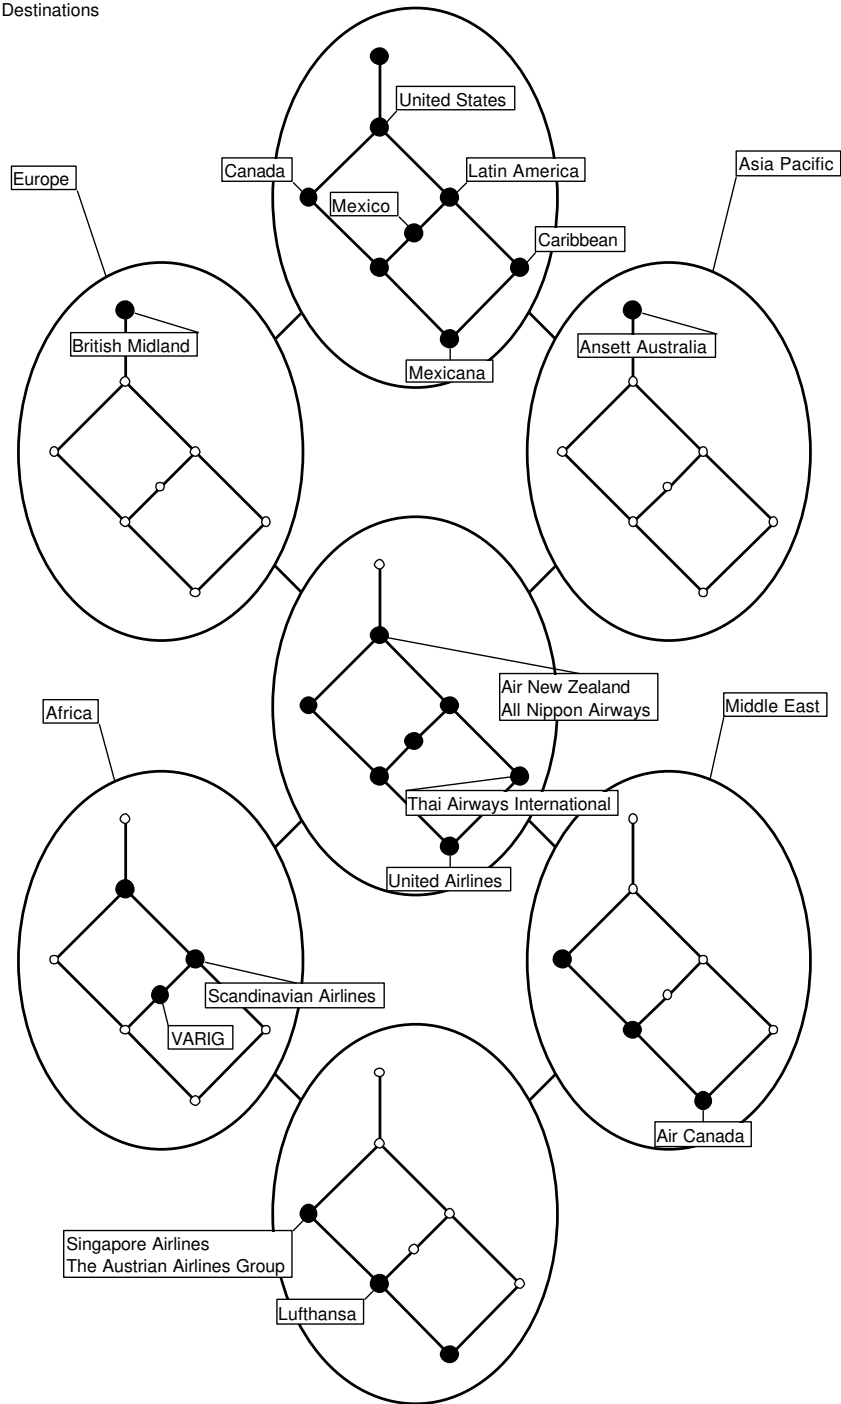 Destinations
United States
Canada
Latin America
Asia Pacific
Europe
Mexico
Caribbean
British Midland
Ansett Australia
Mexicana
Air New Zealand
All Nippon Airways
Africa
Middle East
Thai Airways International
United Airlines
Scandinavian Airlines
VARIG
Air Canada
Singapore Airlines
The Austrian Airlines Group
Lufthansa